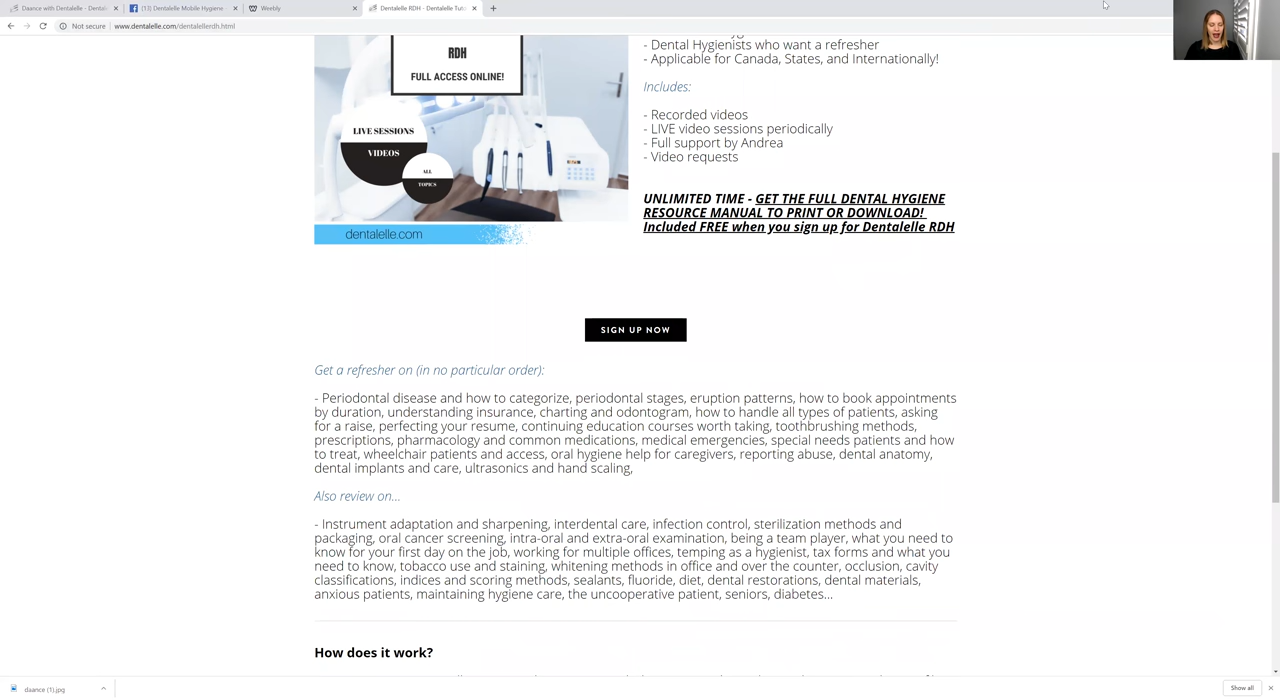 Daance with Dentalelle - Dental
(13) Dentalelle Mobile Hygiene -
Weebly
Dentalelle RDH - Dentalelle Tuto
Not secure | www.dentalelle.com/dentalellerdh.html
RDH
FULL ACCESS ONLINE!
LIVE SESSIONS
VIDEOS
ALL
TOPICS
dentalelle.com
- Dental Hygienists who want a refresher
- Applicable for Canada, States, and Internationally!
Includes:
- Recorded videos
- LIVE video sessions periodically
- Full support by Andrea
- Video requests
UNLIMITED TIME - GET THE FULL DENTAL HYGIENE
RESOURCE MANUAL TO PRINT OR DOWNLOAD!
Included FREE when you sign up for Dentalelle RDH
SIGN UP NOW
Get a refresher on (in no particular order):
- Periodontal disease and how to categorize, periodontal stages, eruption patterns, how to book appointments
by duration, understanding insurance, charting and odontogram, how to handle all types of patients, asking
for a raise, perfecting your resume, continuing education courses worth taking, toothbrushing methods,
prescriptions, pharmacology and common medications, medical emergencies, special needs patients and how
to treat, wheelchair patients and access, oral hygiene help for caregivers, reporting abuse, dental anatomy,
dental implants and care, ultrasonics and hand scaling,
Also review on...
- Instrument adaptation and sharpening, interdental care, infection control, sterilization methods and
packaging, oral cancer screening, intra-oral and extra-oral examination, being a team player, what you need to
know for your first day on the job, working for multiple offices, temping as a hygienist, tax forms and what you
need to know, tobacco use and staining, whitening methods in office and over the counter, occlusion, cavity
classifications, indices and scoring methods, sealants, fluoride, diet, dental restorations, dental materials,
anxious patients, maintaining hygiene care, the uncooperative patient, seniors, diabetes...
How does it work?
daance (1).jpg
Show all